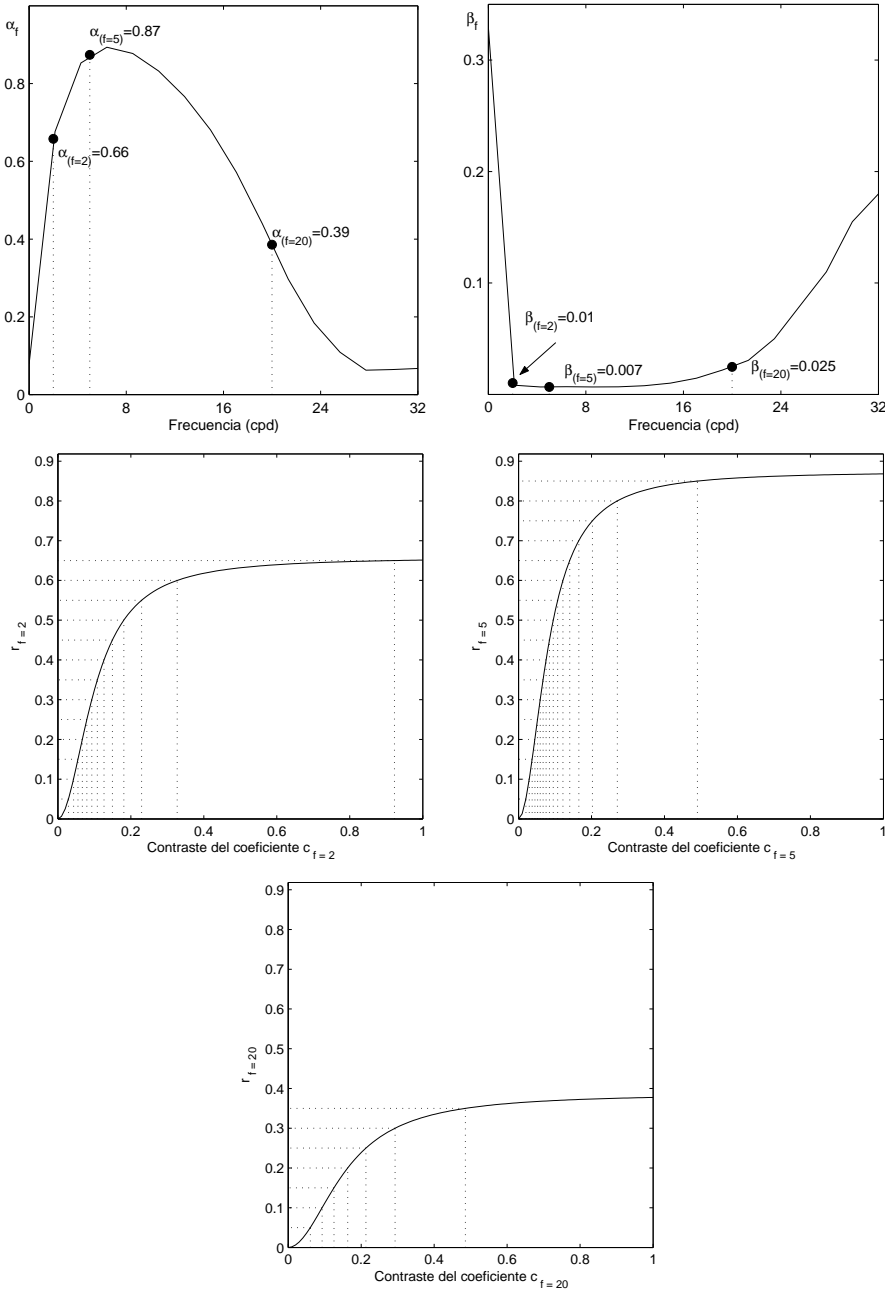 α_f
α_(f=5)=0.87
0.8
α_(f=2)=0.66
0.6
0.4
α_(f=20)=0.39
0.2
0
0 8 16 24 32
Frecuencia (cpd)
β_f
0.3
0.2
0.1
β_(f=2)=0.01
β_(f=5)=0.007
β_(f=20)=0.025
0 8 16 24 32
Frecuencia (cpd)
0.9
0.8
0.7
0.6
0.5
0.4
0.3
0.2
0.1
0
r_f = 2
0 0.2 0.4 0.6 0.8 1
Contraste del coeficiente c_f = 2
0.9
0.8
0.7
0.6
0.5
0.4
0.3
0.2
0.1
0
r_f = 5
0 0.2 0.4 0.6 0.8 1
Contraste del coeficiente c_f = 5
0.9
0.8
0.7
0.6
0.5
0.4
0.3
0.2
0.1
0
r_f = 20
0 0.2 0.4 0.6 0.8 1
Contraste del coeficiente c_f = 20